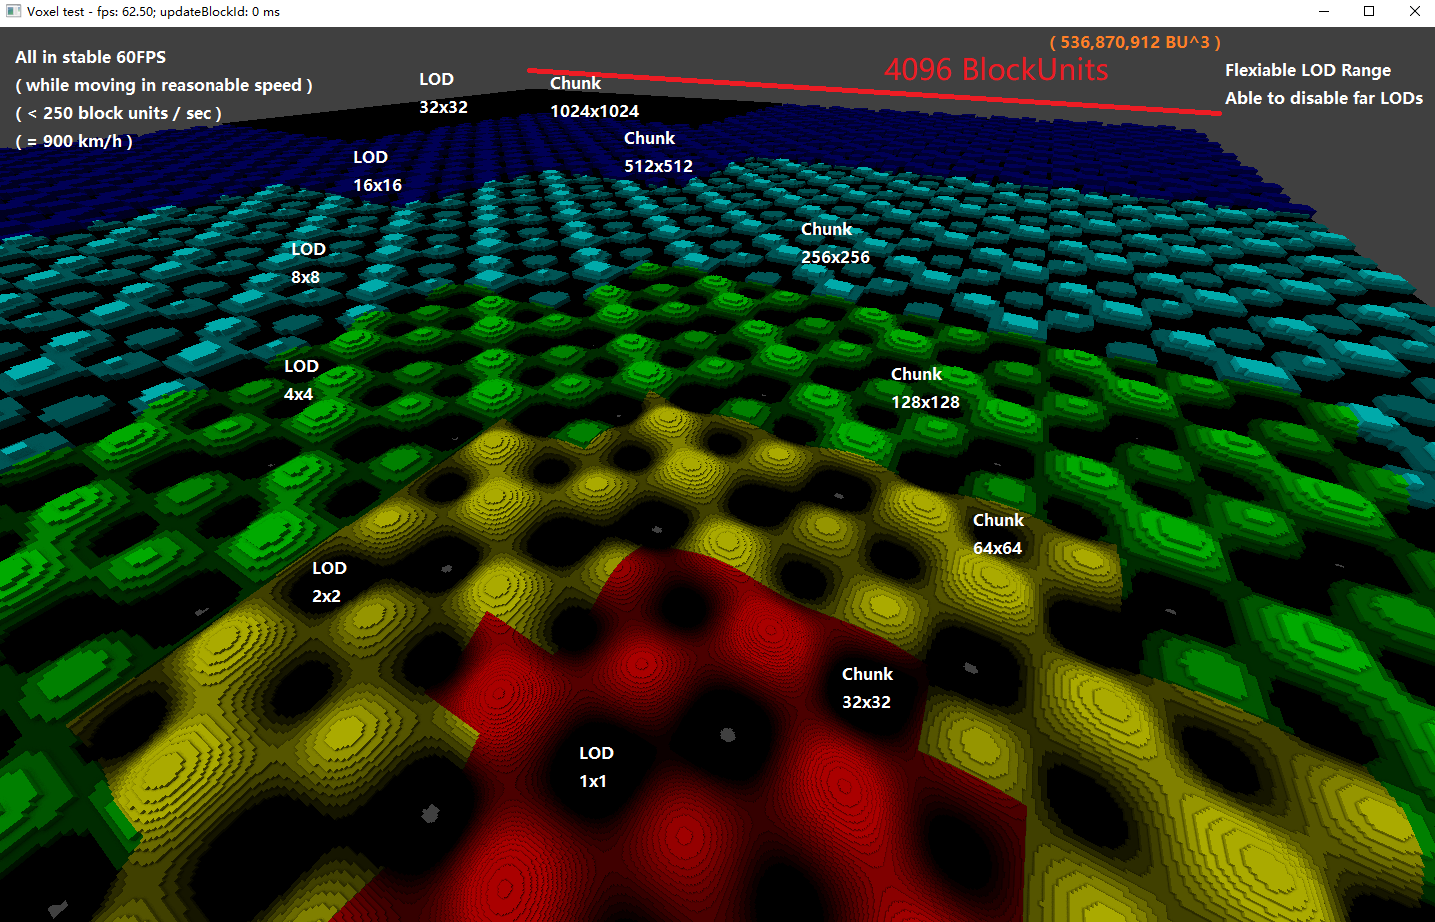 Voxel test - fps: 62.50; updateBlockId: 0 ms
All in stable 60FPS
( while moving in reasonable speed )
( < 250 block units / sec )
( = 900 km/h )
( 536,870,912 BU^3 )
4096 BlockUnits
Flexiable LOD Range
Able to disable far LODs
LOD
32x32
Chunk
1024x1024
LOD
16x16
Chunk
512x512
LOD
8x8
Chunk
256x256
LOD
4x4
Chunk
128x128
LOD
2x2
Chunk
64x64
LOD
1x1
Chunk
32x32